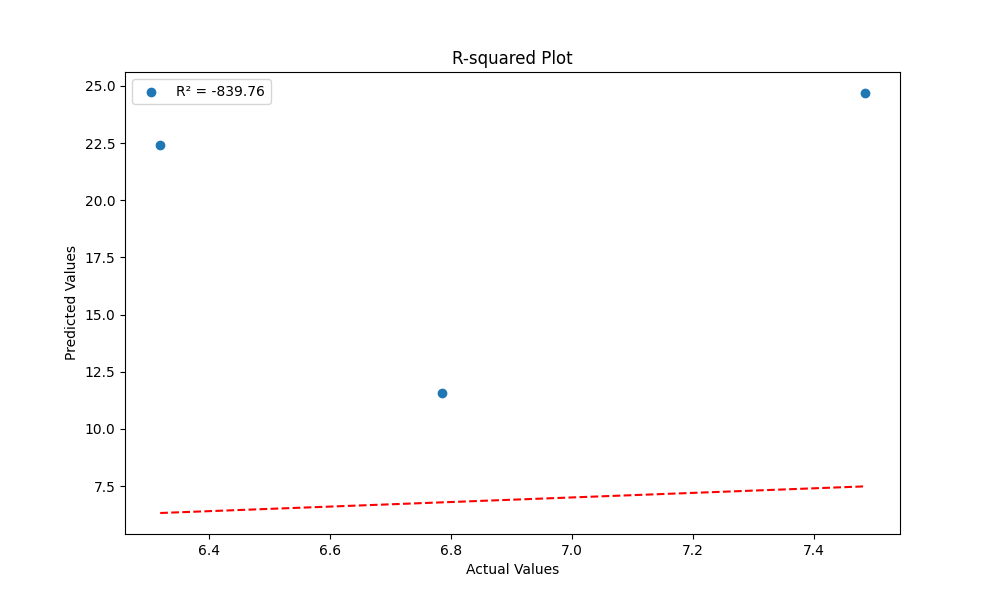 R-squared Plot
R² = -839.76
25.0
22.5
20.0
17.5
15.0
12.5
10.0
7.5
Predicted Values
6.4 6.6 6.8 7.0 7.2 7.4
Actual Values